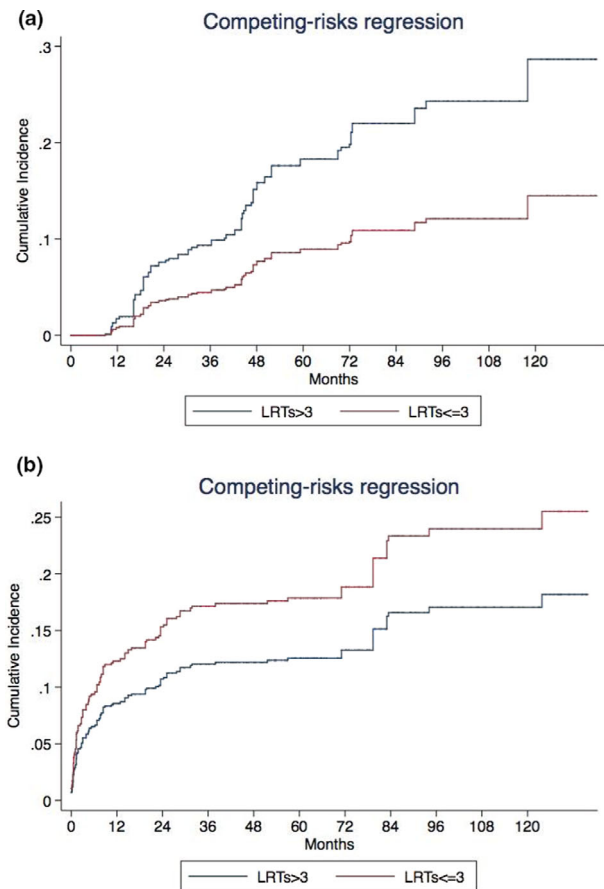 (a)
Competing-risks regression
.3
.2
.1
0
Cumulative Incidence
0 12 24 36 48 60 72 84 96 108 120
Months
LRTs>3 LRTs<=3
(b)
Competing-risks regression
.25
.2
.15
.1
.05
0
Cumulative Incidence
0 12 24 36 48 60 72 84 96 108 120
Months
LRTs>3 LRTs<=3